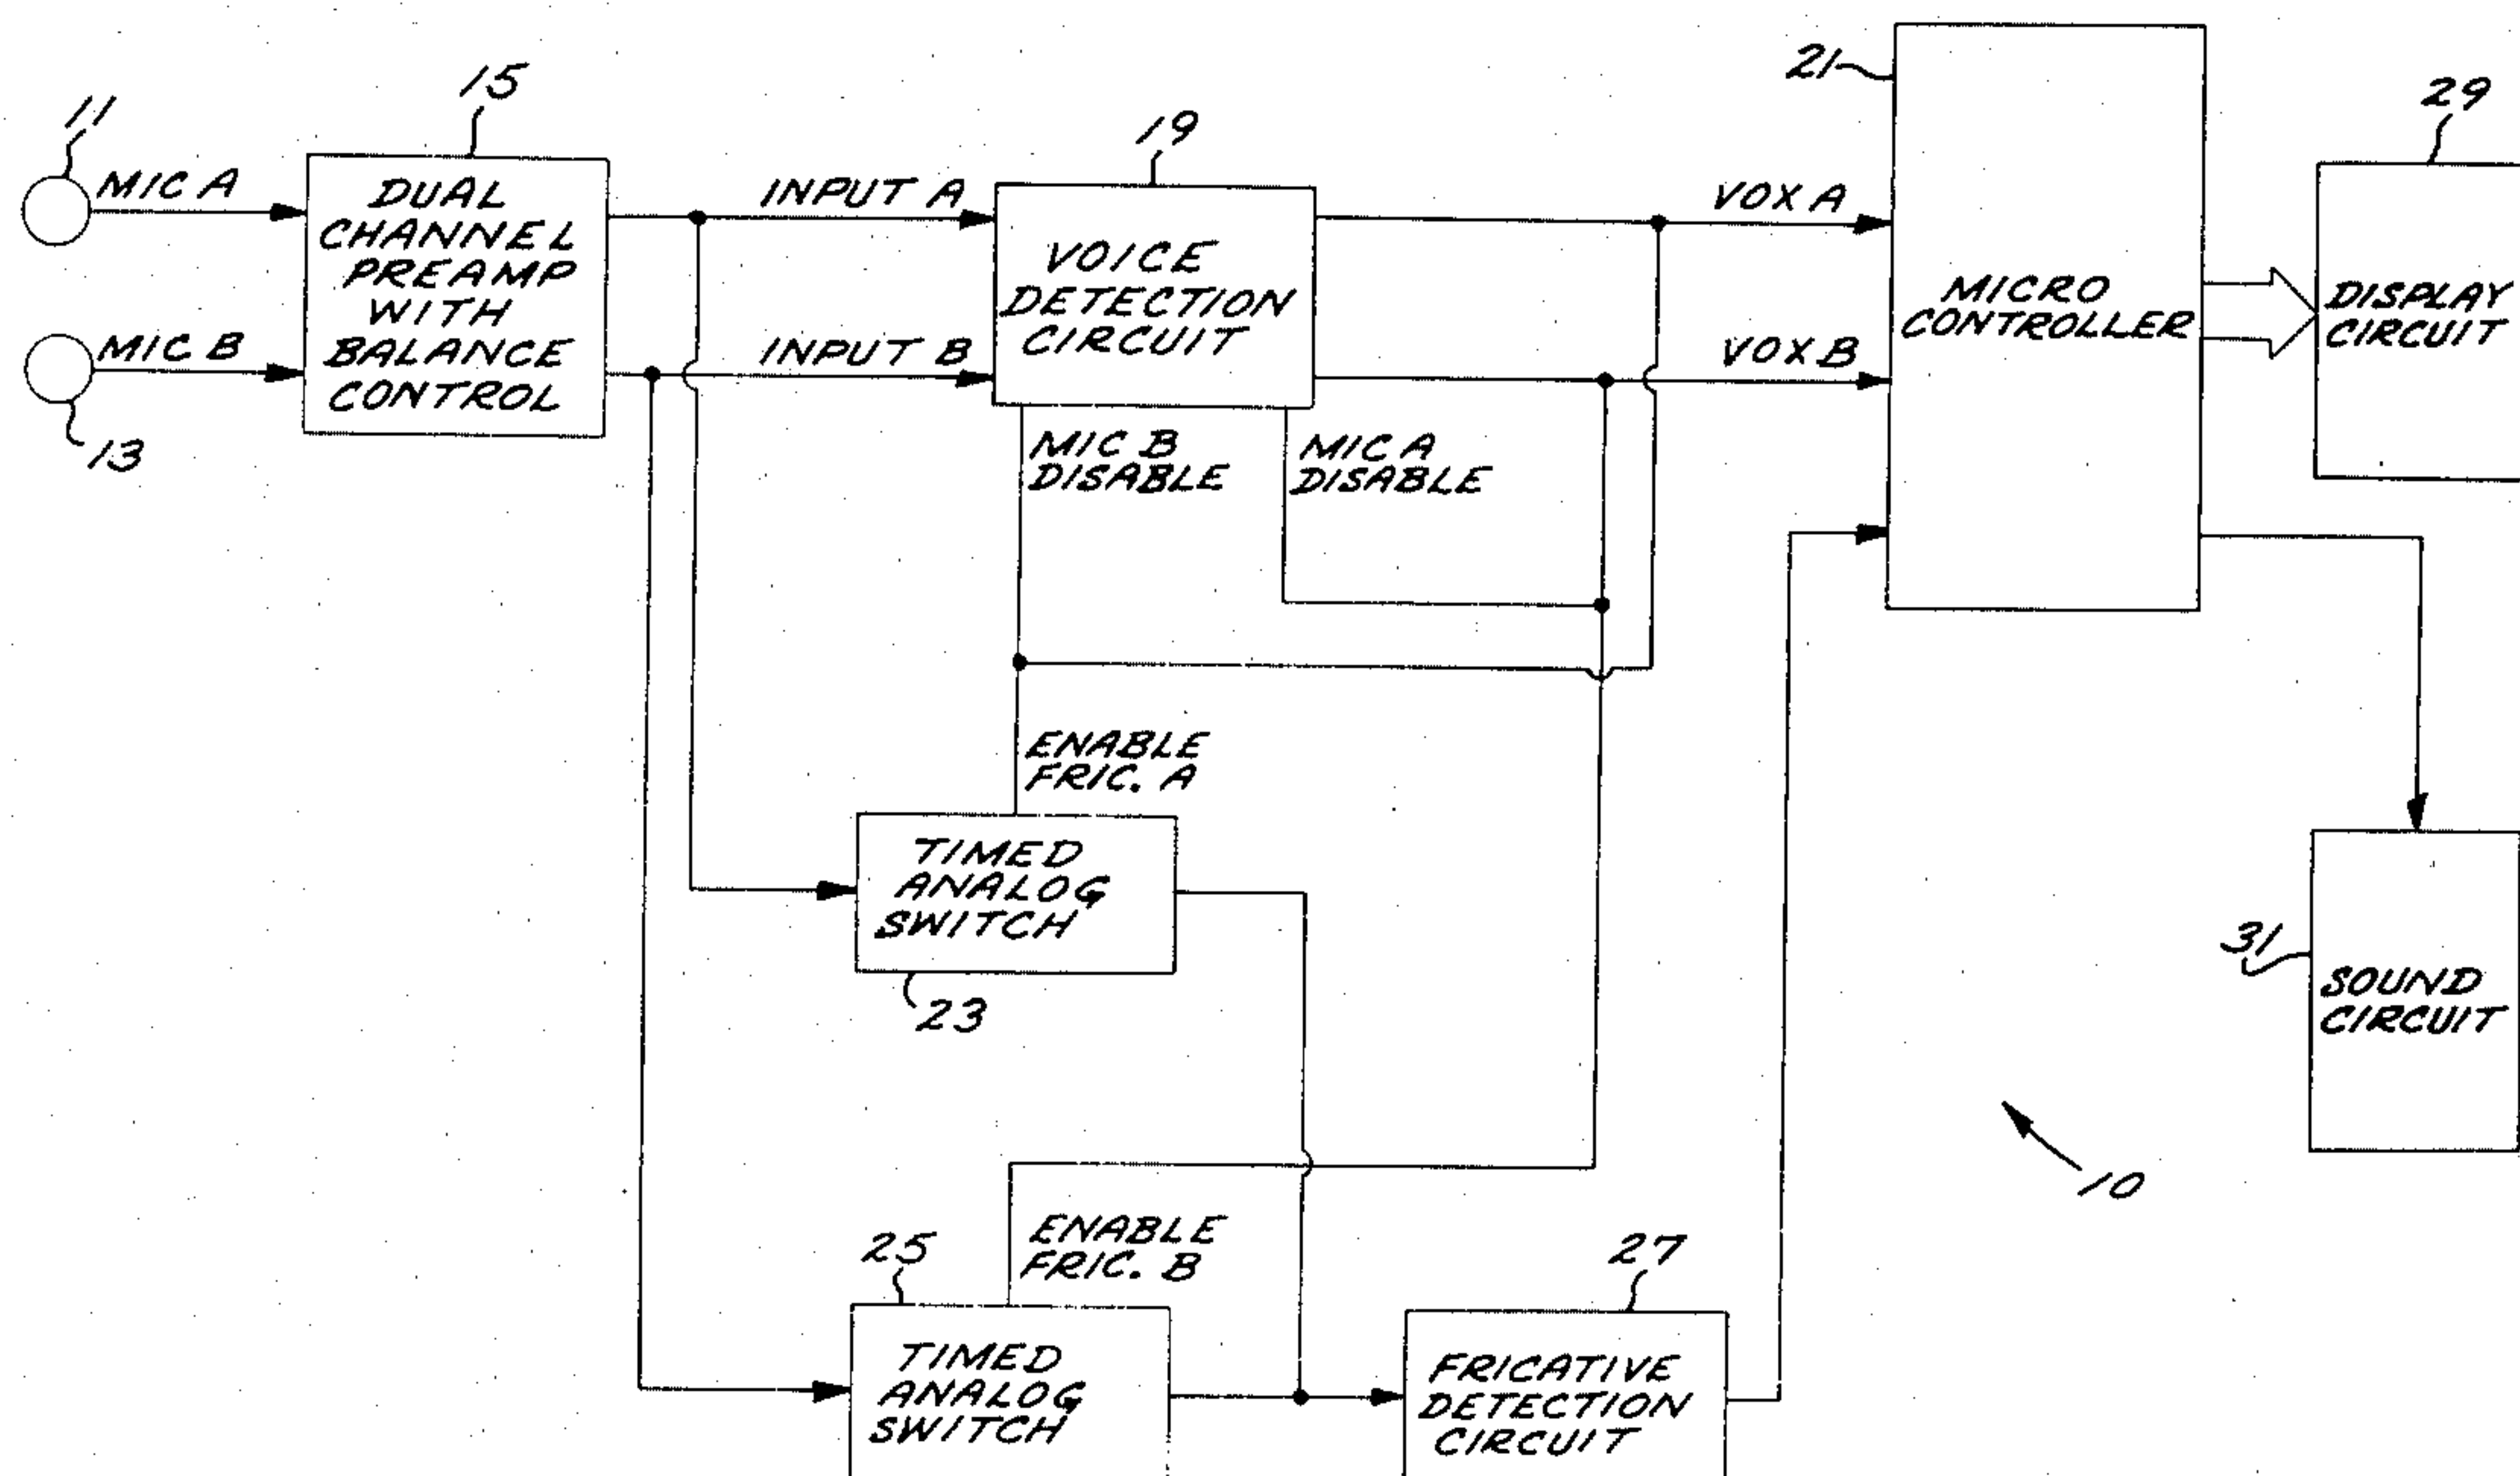 11
MIC A
13
MIC B
15
DUAL
CHANNEL
PREAMP
WITH
BALANCE
CONTROL
INPUT A
INPUT B
19
VOICE
DETECTION
CIRCUIT
MIC B
DISABLE
MIC A
DISABLE
VOX A
VOX B
21
MICRO
CONTROLLER
29
DISPLAY
CIRCUIT
ENABLE
FRIC. A
TIMED
ANALOG
SWITCH
23
31
SOUND
CIRCUIT
10
ENABLE
FRIC. B
25
TIMED
ANALOG
SWITCH
27
FRICATIVE
DETECTION
CIRCUIT